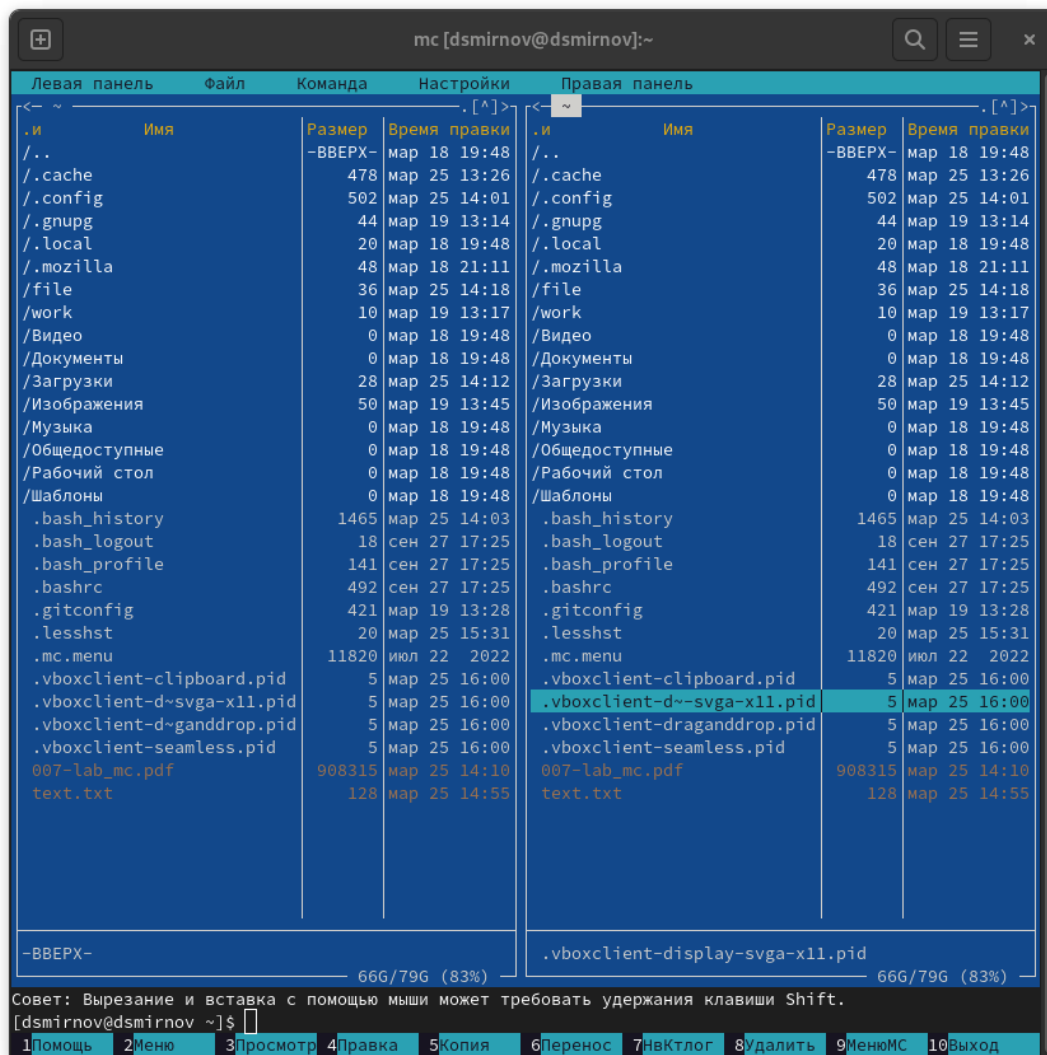 mc [dsmirnov@dsmirnov]:~
Левая панель Файл Команда Настройки Правая панель
<— ~ .[^]> <— ~ .[^]>
.и Имя Размер Время правки .и Имя Размер Время правки
/.. -ВВЕРХ- мар 18 19:48 /.. -ВВЕРХ- мар 18 19:48
/.cache 478 мар 25 13:26 /.cache 478 мар 25 13:26
/.config 502 мар 25 14:01 /.config 502 мар 25 14:01
/.gnupg 44 мар 19 13:14 /.gnupg 44 мар 19 13:14
/.local 20 мар 18 19:48 /.local 20 мар 18 19:48
/.mozilla 48 мар 18 21:11 /.mozilla 48 мар 18 21:11
/file 36 мар 25 14:18 /file 36 мар 25 14:18
/work 10 мар 19 13:17 /work 10 мар 19 13:17
/Видео 0 мар 18 19:48 /Видео 0 мар 18 19:48
/Документы 0 мар 18 19:48 /Документы 0 мар 18 19:48
/Загрузки 28 мар 25 14:12 /Загрузки 28 мар 25 14:12
/Изображения 50 мар 19 13:45 /Изображения 50 мар 19 13:45
/Музыка 0 мар 18 19:48 /Музыка 0 мар 18 19:48
/Общедоступные 0 мар 18 19:48 /Общедоступные 0 мар 18 19:48
/Рабочий стол 0 мар 18 19:48 /Рабочий стол 0 мар 18 19:48
/Шаблоны 0 мар 18 19:48 /Шаблоны 0 мар 18 19:48
.bash_history 1465 мар 25 14:03 .bash_history 1465 мар 25 14:03
.bash_logout 18 сен 27 17:25 .bash_logout 18 сен 27 17:25
.bash_profile 141 сен 27 17:25 .bash_profile 141 сен 27 17:25
.bashrc 492 сен 27 17:25 .bashrc 492 сен 27 17:25
.gitconfig 421 мар 19 13:28 .gitconfig 421 мар 19 13:28
.lesshst 20 мар 25 15:31 .lesshst 20 мар 25 15:31
.mc.menu 11820 июл 22 2022 .mc.menu 11820 июл 22 2022
.vboxclient-clipboard.pid 5 мар 25 16:00 .vboxclient-clipboard.pid 5 мар 25 16:00
.vboxclient-d~svga-x11.pid 5 мар 25 16:00 .vboxclient-d~-svga-x11.pid 5 мар 25 16:00
.vboxclient-d~ganddrop.pid 5 мар 25 16:00 .vboxclient-draganddrop.pid 5 мар 25 16:00
.vboxclient-seamless.pid 5 мар 25 16:00 .vboxclient-seamless.pid 5 мар 25 16:00
007-lab_mc.pdf 908315 мар 25 14:10 007-lab_mc.pdf 908315 мар 25 14:10
text.txt 128 мар 25 14:55 text.txt 128 мар 25 14:55
-ВВЕРХ- .vboxclient-display-svga-x11.pid
66G/79G (83%) 66G/79G (83%)
Совет: Вырезание и вставка с помощью мыши может требовать удержания клавиши Shift.
[dsmirnov@dsmirnov ~]$
1Помощь 2Меню 3Просмотр 4Правка 5Копия 6Перенос 7НвКтлог 8Удалить 9МенюМС 10Выход